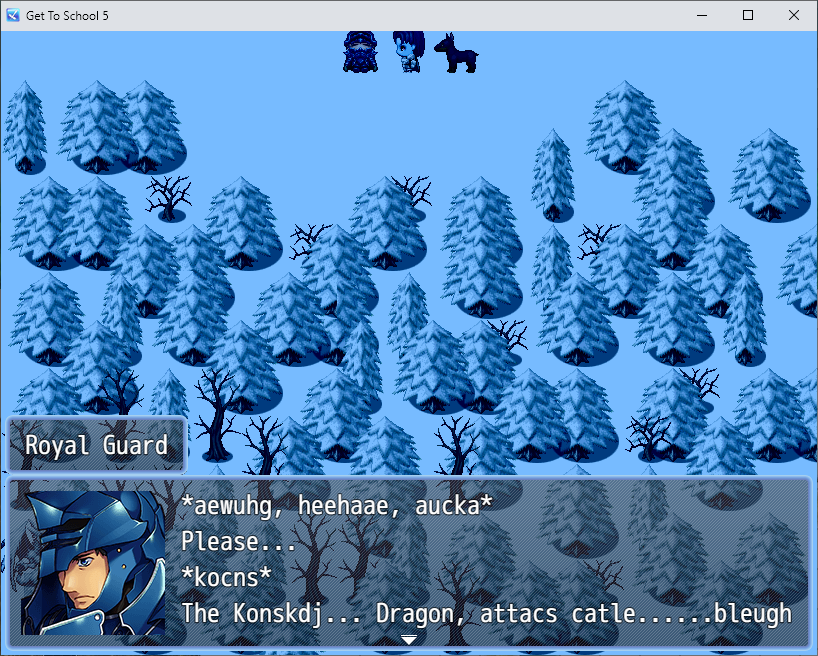 Get To School 5
Royal Guard
*aewuhg, heehaae, aucka*
Please...
*kocns*
The Konskdj... Dragon, attacs catle......bleugh